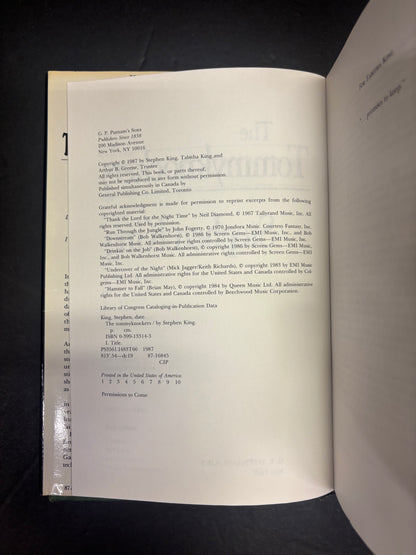 G. P. Putnam's Sons
Publishers Since 1838
200 Madison Avenue
New York, NY 10016
Copyright © 1987 by Stephen King, Tabitha King, and
Arthur B. Greene, Trustee
All rights reserved. This book, or parts thereof,
may not be reproduced in any form without permission.
Published simultaneously in Canada by
General Publishing Co. Limited, Toronto
Grateful acknowledgment is made for permission to reprint excerpts from the following
copyrighted material:
"Thank the Lord for the Night Time" by Neil Diamond, © 1967 Tallyrand Music, Inc. All
rights reserved. Used by permission.
"Run Through the Jungle" by John Fogerty, © 1970 Jondora Music. Courtesy Fantasy, Inc.
"Downstream" (Bob Walkenhorst), © 1986 by Screen Gems—EMI Music, Inc., and Bob
Walkenhorst Music. All administrative rights controlled by Screen Gems—EMI Music, Inc.
"Drinkin' on the Job" (Bob Walkenhorst), © 1986 by Screen Gems—EMI Music, Inc.,
and Bob Walkenhorst Music. All administrative rights controlled by Screen Gems—EMI
Music, Inc.
"Undercover of the Night" (Mick Jagger/Keith Richards), © 1983 by EMI Music
Publishing Ltd. All rights for the United States and Canada controlled by Col-
gems—EMI Music, Inc.
"Hammer to Fall" (Brian May), © copyright 1984 by Queen Music Ltd. All administrative
rights for the United States and Canada controlled by Beechwood Music Corporation.
Library of Congress Cataloging-in-Publication Data
King, Stephen, date.
The tommyknockers / by Stephen King.
p. cm.
ISBN 0-399-13314-3
I. Title.
PS3561.I483T66 1987
813'.54—dc19 87-16045
CIP
Printed in the United States of America
1 2 3 4 5 6 7 8 9 10
Permissions to Come
The
For Tabitha King
"promises to keep."